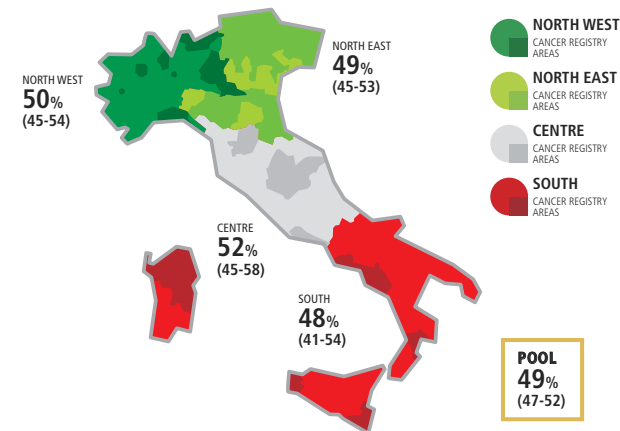 NORTH WEST
50%
(45-54)
NORTH EAST
49%
(45-53)
CENTRE
52%
(45-58)
SOUTH
48%
(41-54)
NORTH WEST
CANCER REGISTRY
AREAS
NORTH EAST
CANCER REGISTRY
AREAS
CENTRE
CANCER REGISTRY
AREAS
SOUTH
CANCER REGISTRY
AREAS
POOL
49%
(47-52)